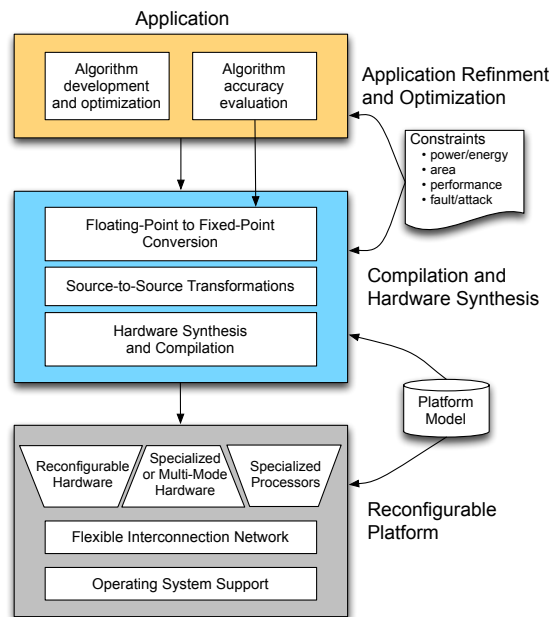 Application
Algorithm
development
and optimization
Algorithm
accuracy
evaluation
Application Refinment
and Optimization
Constraints
• power/energy
• area
• performance
• fault/attack
Floating-Point to Fixed-Point
Conversion
Source-to-Source Transformations
Hardware Synthesis
and Compilation
Compilation and
Hardware Synthesis
Platform
Model
Reconfigurable
Hardware
Specialized
or Multi-Mode
Hardware
Specialized
Processors
Flexible Interconnection Network
Operating System Support
Reconfigurable
Platform